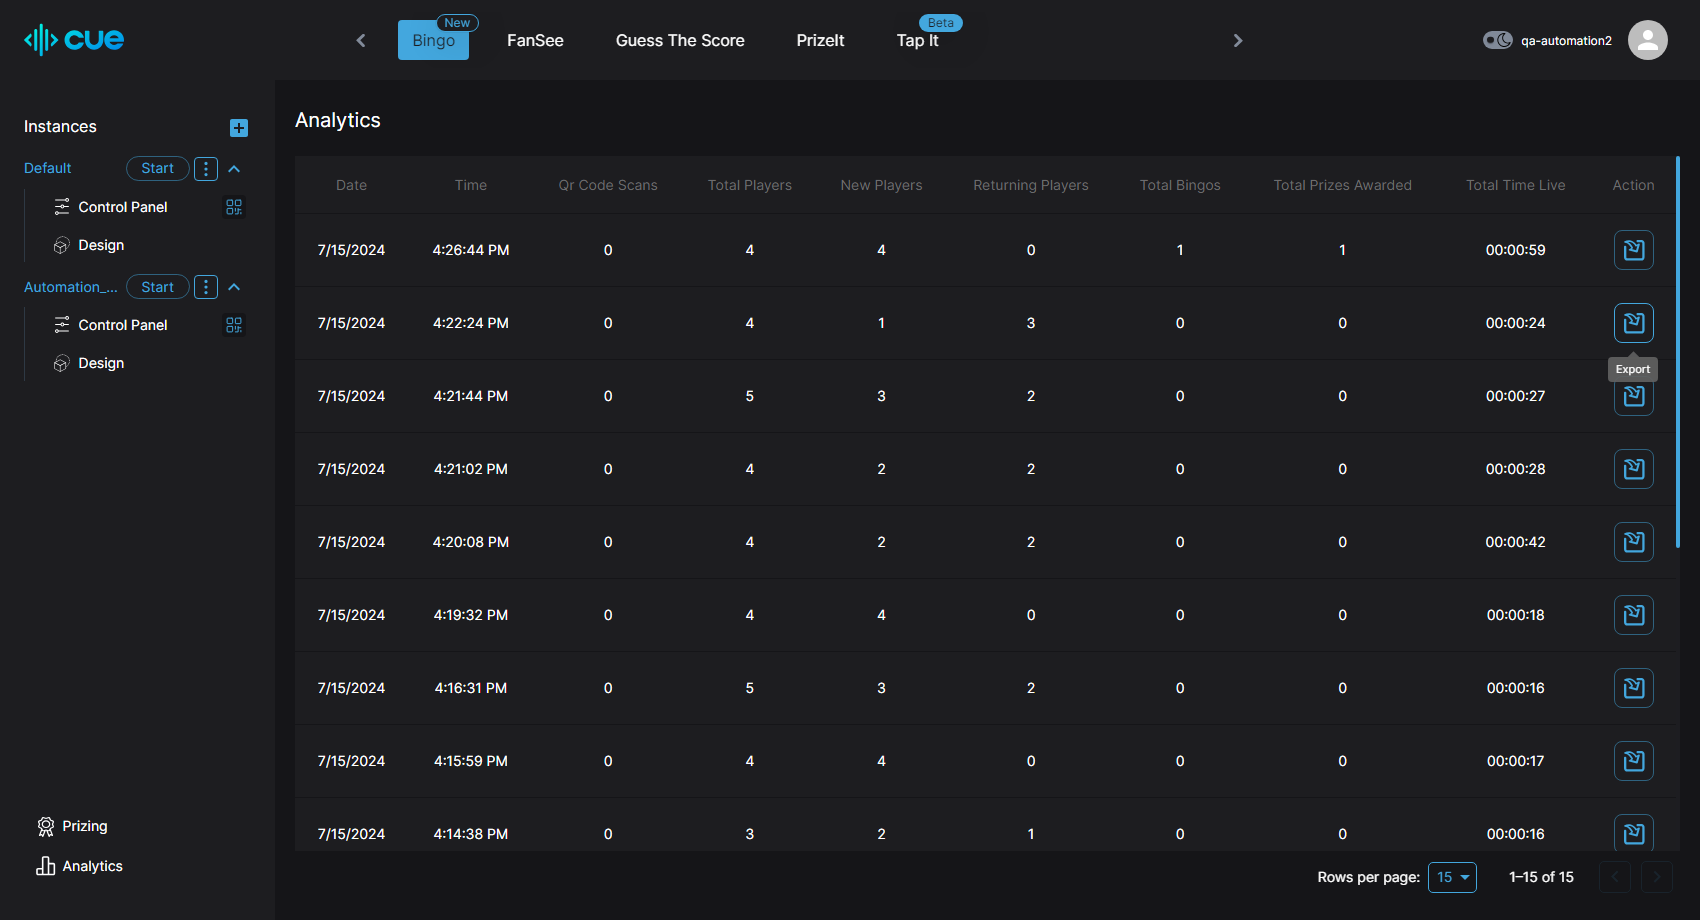 cue
New
Bingo
FanSee
Guess The Score
PrizeIt
Beta
Tap It
qa-automation2
Instances
Default
Start
Control Panel
Design
Automation_...
Start
Control Panel
Design
Prizing
Analytics
Analytics
Date Time Qr Code Scans Total Players New Players Returning Players Total Bingos Total Prizes Awarded Total Time Live Action
7/15/2024 4:26:44 PM 0 4 4 0 1 1 00:00:59
7/15/2024 4:22:24 PM 0 4 1 3 0 0 00:00:24
Export
7/15/2024 4:21:44 PM 0 5 3 2 0 0 00:00:27
7/15/2024 4:21:02 PM 0 4 2 2 0 0 00:00:28
7/15/2024 4:20:08 PM 0 4 2 2 0 0 00:00:42
7/15/2024 4:19:32 PM 0 4 4 0 0 0 00:00:18
7/15/2024 4:16:31 PM 0 5 3 2 0 0 00:00:16
7/15/2024 4:15:59 PM 0 4 4 0 0 0 00:00:17
7/15/2024 4:14:38 PM 0 3 2 1 0 0 00:00:16
Rows per page: 15 1–15 of 15